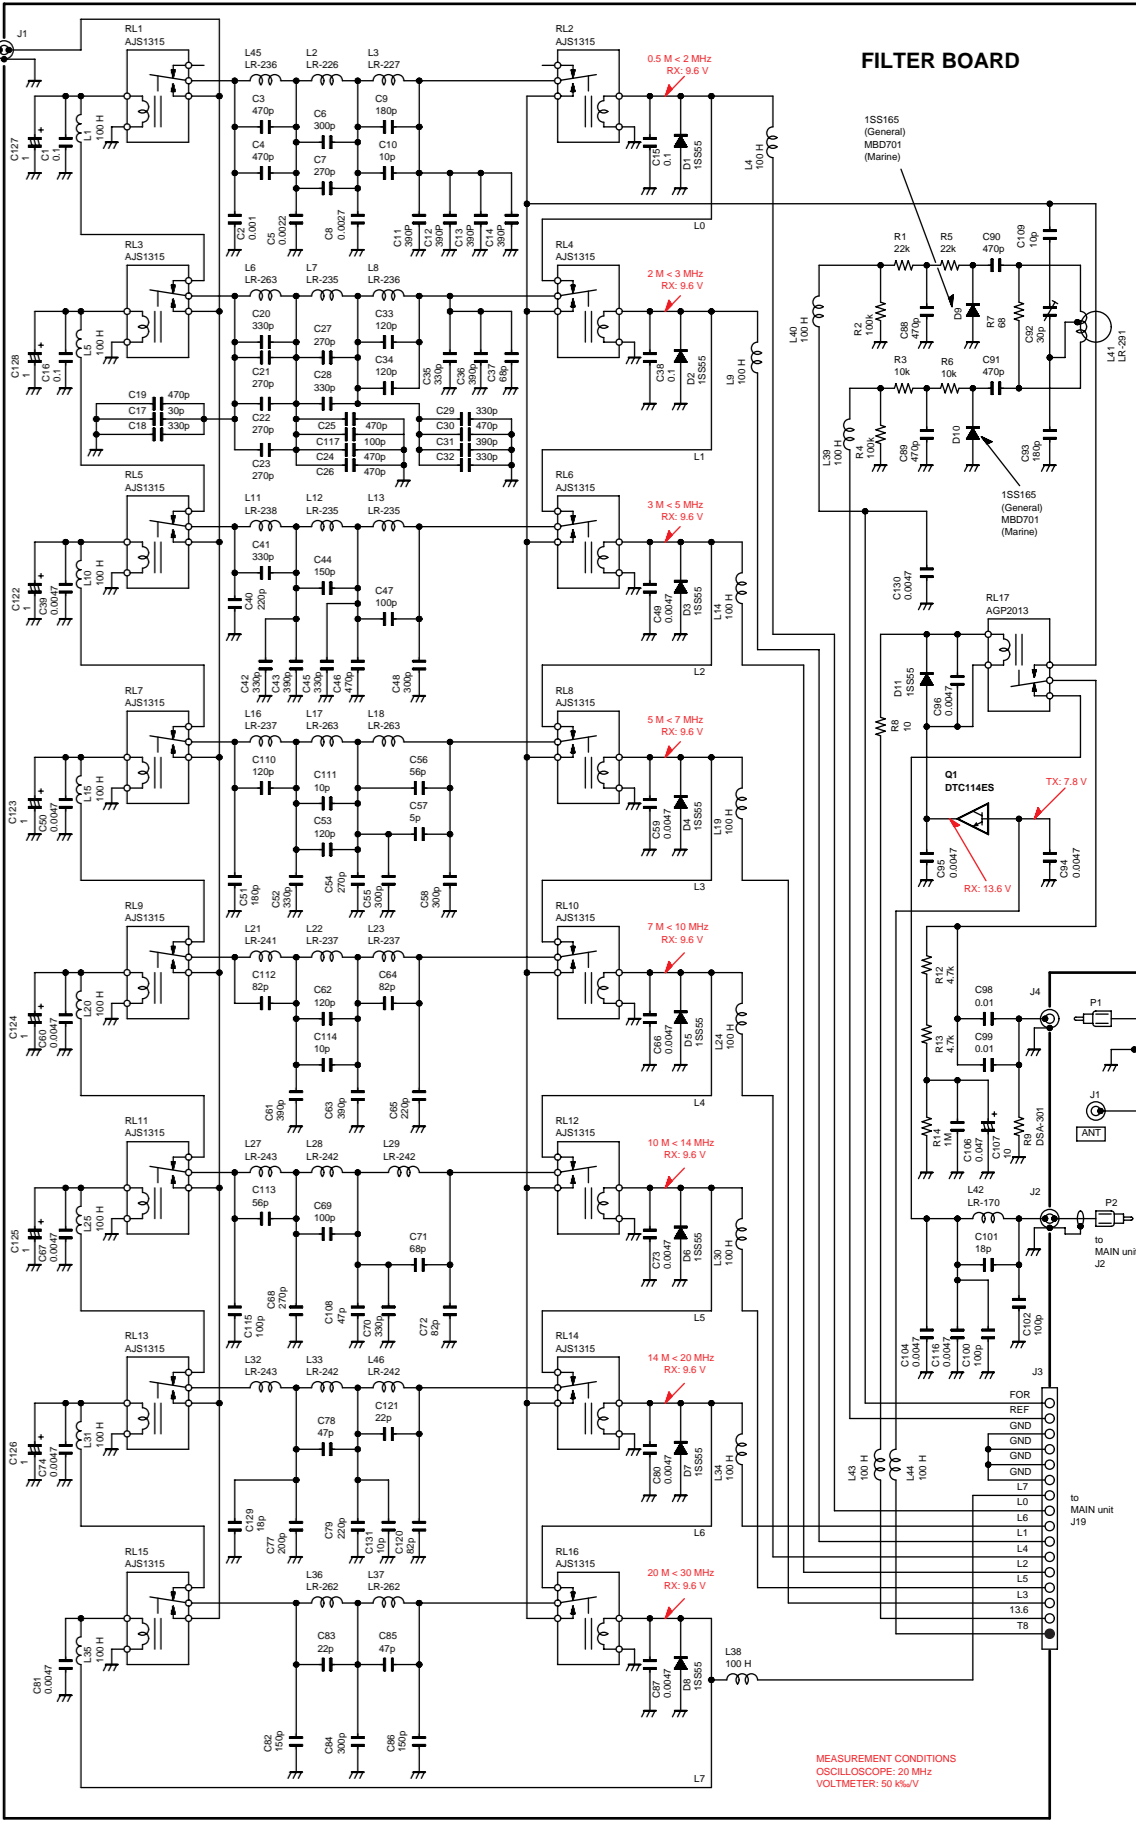 FILTER BOARD
J1
RL1
AJS1315
L45
LR-236
L2
LR-226
L3
LR-227
RL2
AJS1315
0.5 M < 2 MHz
RX: 9.6 V
C127
1
C1
0.1
L1
100 H
C3
470p
C4
470p
C6
300p
C7
270p
C9
180p
C10
10p
C2
0.001
C5
0.0022
C8
0.0027
C11
390P
C12
390P
C13
390P
C14
390P
C15
0.1
D1
1SS55
L4
100 H
L0
1SS165
(General)
MBD701
(Marine)
RL3
AJS1315
L6
LR-263
L7
LR-235
L8
LR-236
RL4
AJS1315
2 M < 3 MHz
RX: 9.6 V
C128
1
C16
0.1
L5
100 H
C20
330p
C21
270p
C27
270p
C28
330p
C33
120p
C34
120p
C35
330p
C36
390p
C37
68p
C19
470p
C17
30p
C18
330p
C22
270p
C23
270p
C25
470p
C117
100p
C24
470p
C26
470p
C29
330p
C30
470p
C31
390p
C32
330p
C38
0.1
D2
1SS55
L9
100 H
L1
R1
22k
R5
22k
C90
470p
C109
10p
L40
100 H
R2
100k
C88
470p
D9
R7
68
C92
30p
L41
LR-291
R3
10k
R6
10k
C91
470p
L39
100 H
R4
100k
C89
470p
D10
C93
180p
1SS165
(General)
MBD701
(Marine)
RL5
AJS1315
L11
LR-238
L12
LR-235
L13
LR-235
RL6
AJS1315
3 M < 5 MHz
RX: 9.6 V
C122
1
C39
0.0047
L10
100 H
C41
330p
C40
220p
C44
150p
C47
100p
C42
330p
C43
390p
C45
330p
C46
470p
C48
300p
C49
0.0047
D3
1SS55
L14
100 H
L2
C130
0.0047
RL17
AGP2013
D11
1SS55
C96
0.0047
R8
10
RL7
AJS1315
L16
LR-237
L17
LR-263
L18
LR-263
RL8
AJS1315
5 M < 7 MHz
RX: 9.6 V
C123
1
C50
0.0047
L15
100 H
C110
120p
C111
10p
C53
120p
C56
56p
C57
5p
C51
180p
C52
330p
C54
270p
C55
300p
C58
300p
C59
0.0047
D4
1SS55
L19
100 H
L3
Q1
DTC114ES
TX: 7.8 V
C95
0.0047
RX: 13.6 V
C94
0.0047
RL9
AJS1315
L21
LR-241
L22
LR-237
L23
LR-237
RL10
AJS1315
7 M < 10 MHz
RX: 9.6 V
C124
1
C60
0.0047
L20
100 H
C112
82p
C62
120p
C114
10p
C64
82p
C61
390p
C63
390p
C65
220p
C66
0.0047
D5
1SS55
L24
100 H
L4
R12
4.7k
R13
4.7k
C98
0.01
C99
0.01
J4
P1
J1
ANT
R14
1M
C106
0.047
C107
10
R9
DSA-301
RL11
AJS1315
L27
LR-243
L28
LR-242
L29
LR-242
RL12
AJS1315
10 M < 14 MHz
RX: 9.6 V
C125
1
C67
0.0047
L25
100 H
C113
56p
C69
100p
C71
68p
C115
100p
C68
270p
C108
47p
C70
330p
C72
82p
C73
0.0047
D6
1SS55
L30
100 H
L5
L42
LR-170
J2
P2
to
MAIN unit
J2
C101
18p
C102
100p
C104
0.0047
C116
0.0047
C100
100p
RL13
AJS1315
L32
LR-243
L33
LR-242
L46
LR-242
RL14
AJS1315
14 M < 20 MHz
RX: 9.6 V
C126
1
C74
0.0047
L31
100 H
C78
47p
C121
22p
C129
18p
C77
200p
C79
220p
C131
10p
C120
82p
C80
0.0047
D7
1SS55
L34
100 H
L6
L43
100 H
L44
100 H
J3
FOR
REF
GND
GND
GND
GND
L7
L0
L6
L1
L4
L2
L5
L3
13.6
T8
to
MAIN unit
J19
RL15
AJS1315
L36
LR-262
L37
LR-262
RL16
AJS1315
20 M < 30 MHz
RX: 9.6 V
C81
0.0047
L35
100 H
C83
22p
C85
47p
C82
150p
C84
300p
C86
150p
C87
0.0047
D8
1SS55
L38
100 H
L7
MEASUREMENT CONDITIONS
OSCILLOSCOPE: 20 MHz
VOLTMETER: 50 k‰/V